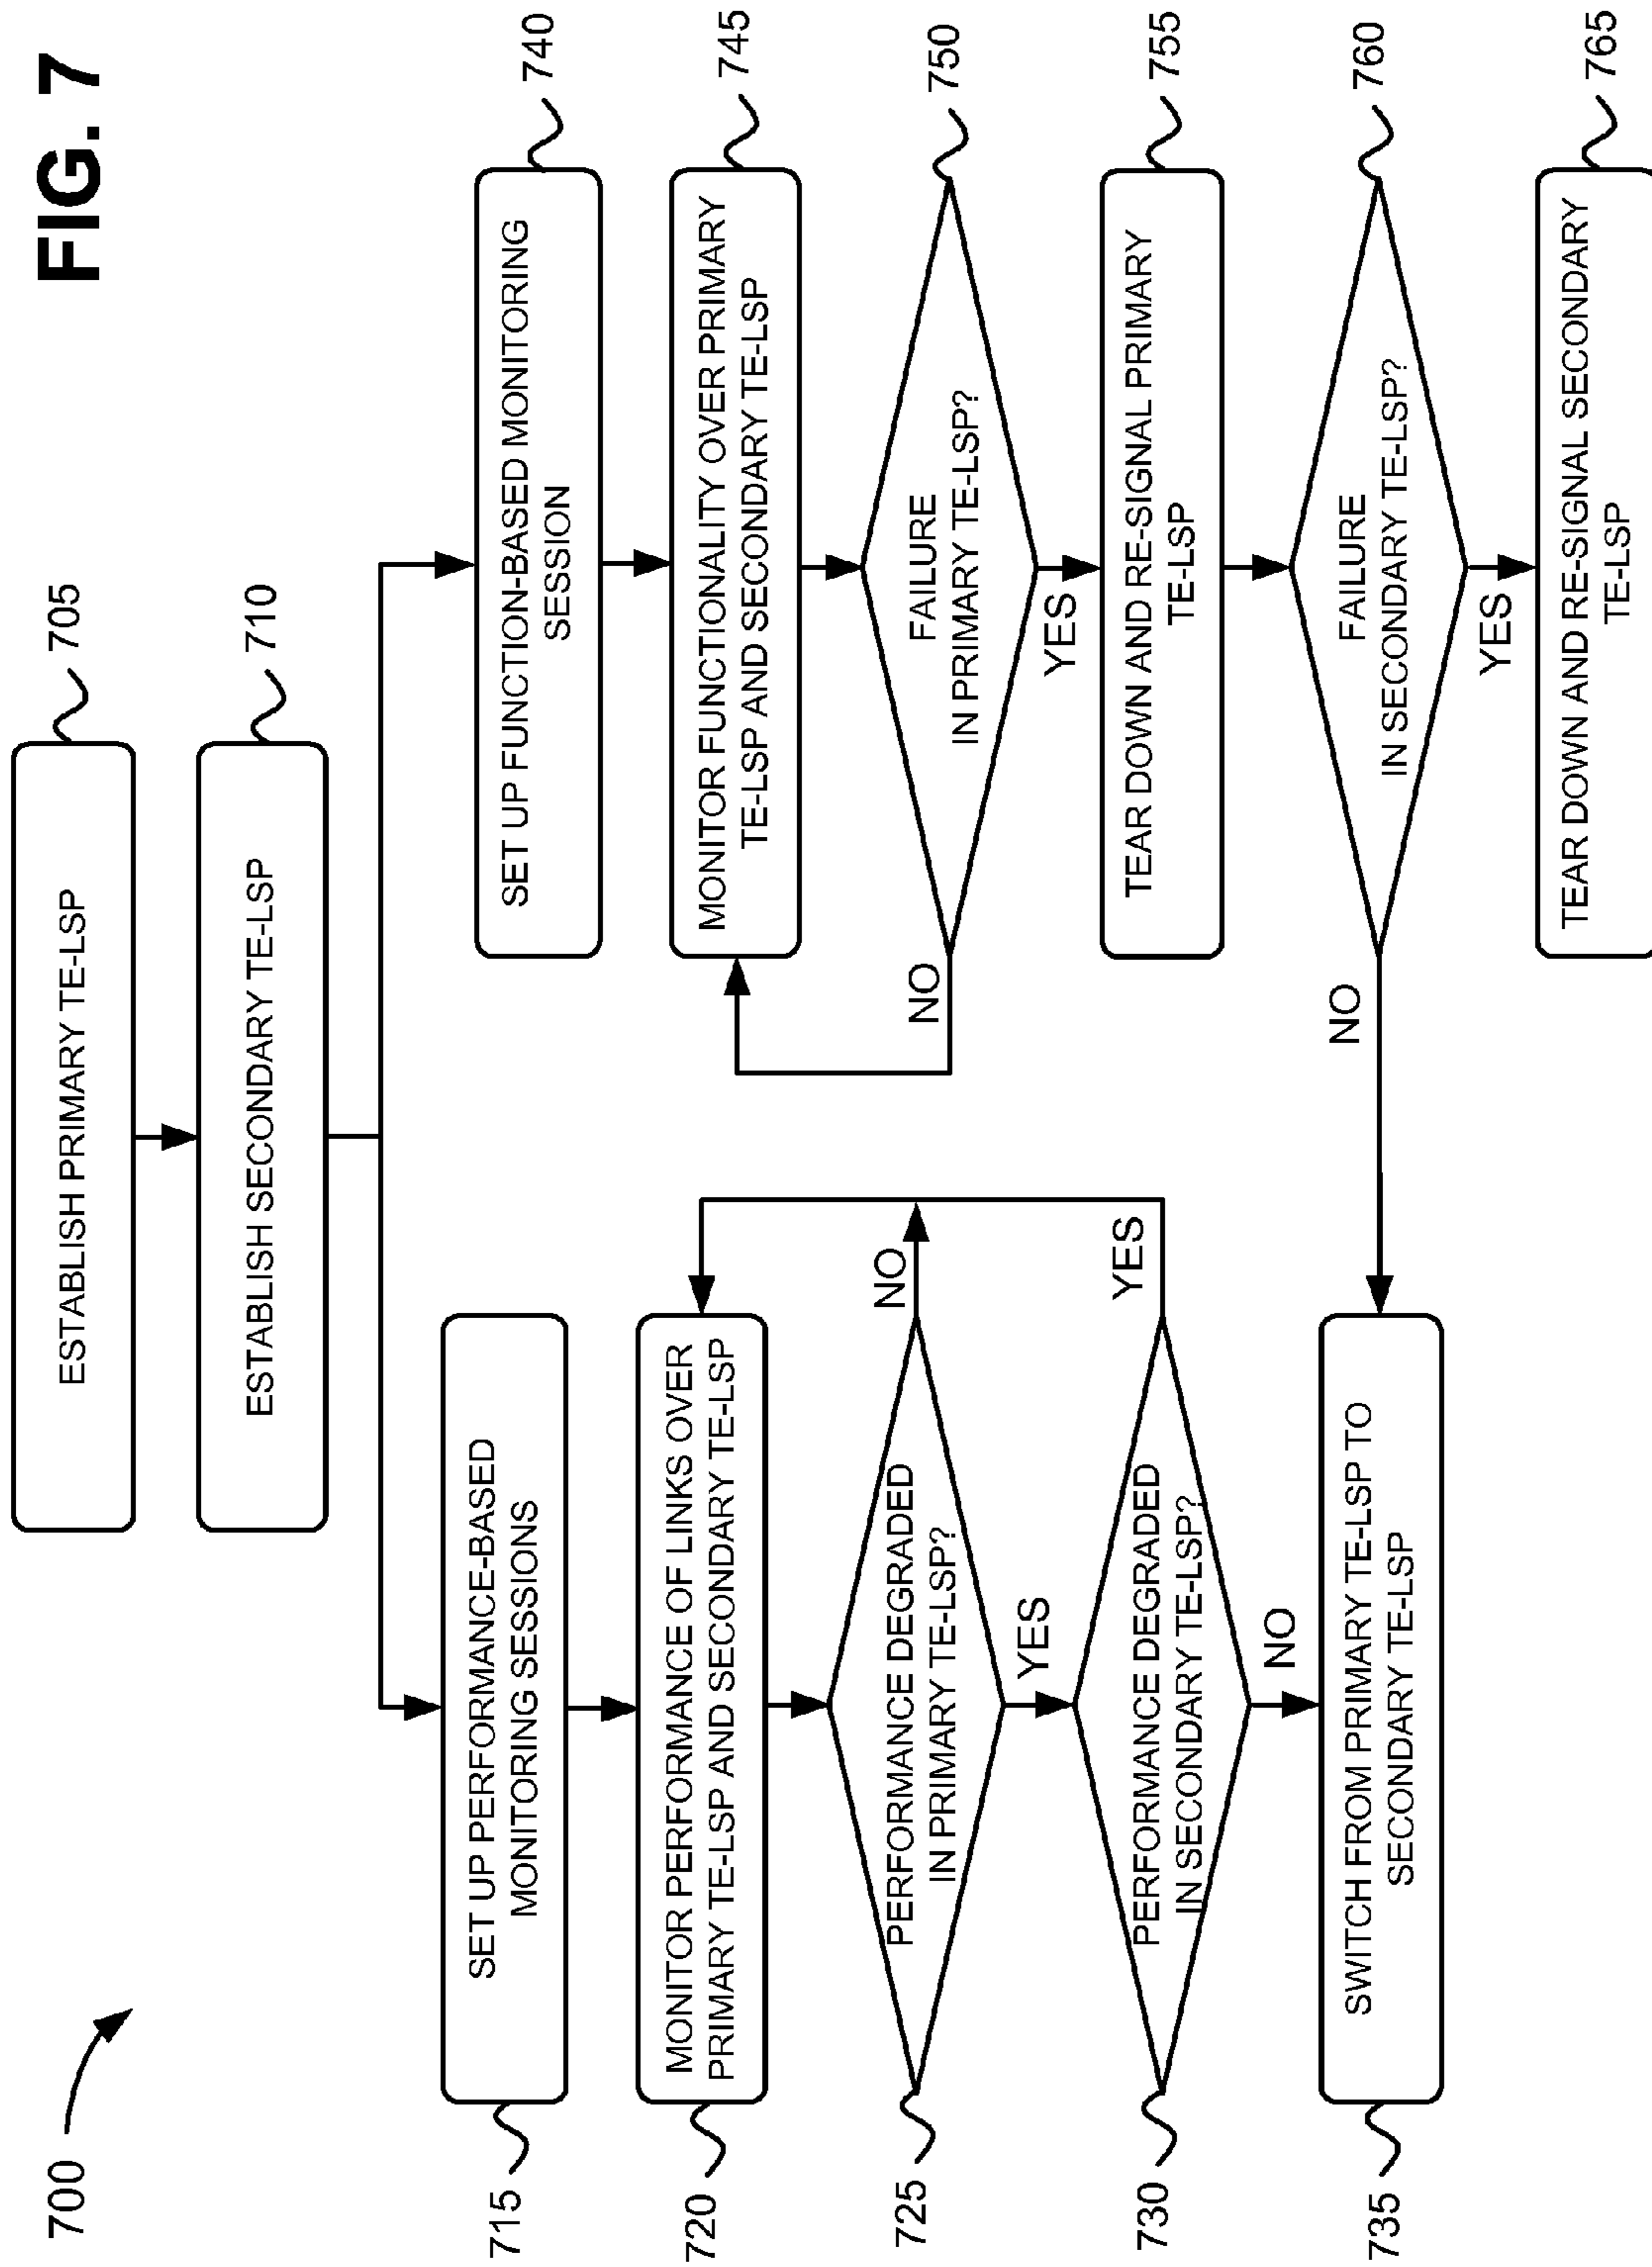 FIG. 7
700
ESTABLISH PRIMARY TE-LSP
705
ESTABLISH SECONDARY TE-LSP
710
SET UP PERFORMANCE-BASED
MONITORING SESSIONS
715
MONITOR PERFORMANCE OF LINKS OVER
PRIMARY TE-LSP AND SECONDARY TE-LSP
720
PERFORMANCE DEGRADED
IN PRIMARY TE-LSP?
725
NO
YES
PERFORMANCE DEGRADED
IN SECONDARY TE-LSP?
730
YES
NO
SWITCH FROM PRIMARY TE-LSP TO
SECONDARY TE-LSP
735
SET UP FUNCTION-BASED MONITORING
SESSION
740
MONITOR FUNCTIONALITY OVER PRIMARY
TE-LSP AND SECONDARY TE-LSP
745
FAILURE
IN PRIMARY TE-LSP?
750
NO
YES
TEAR DOWN AND RE-SIGNAL PRIMARY
TE-LSP
755
FAILURE
IN SECONDARY TE-LSP?
760
NO
YES
TEAR DOWN AND RE-SIGNAL SECONDARY
TE-LSP
765